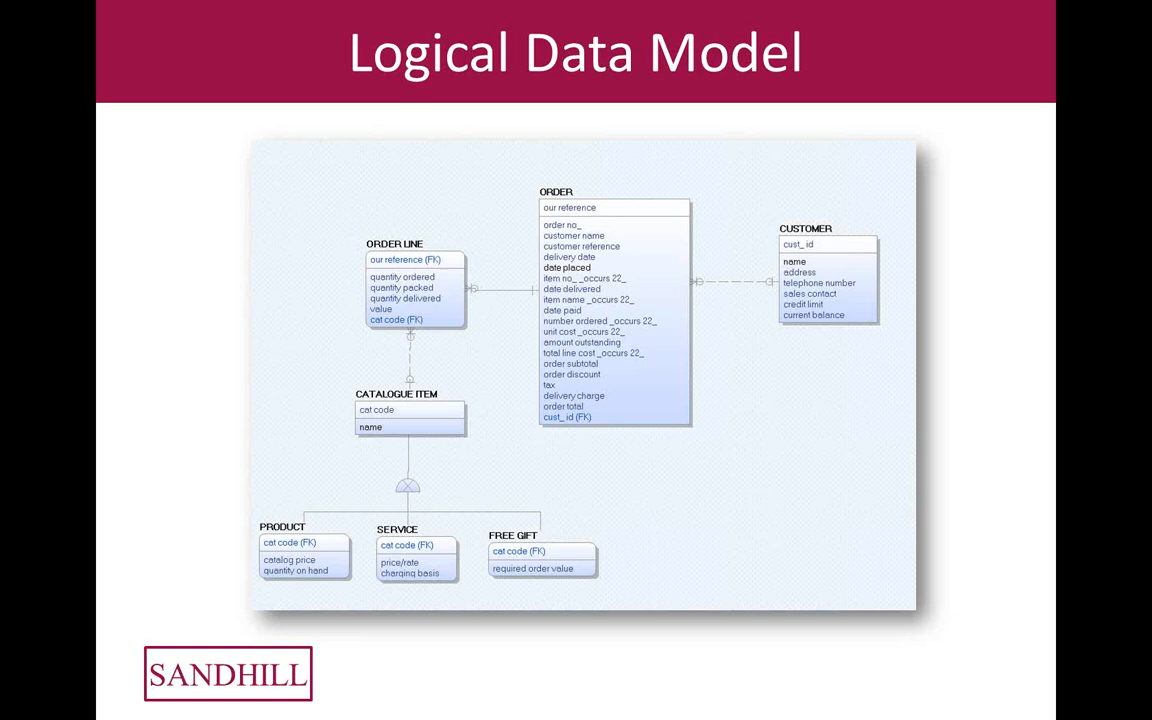 Logical Data Model
ORDER
our reference
order no_
customer name
customer reference
delivery date
date placed
item no_ _occurs 22_
date delivered
item name _occurs 22_
date paid
number ordered _occurs 22_
unit cost _occurs 22_
amount outstanding
total line cost _occurs 22_
order subtotal
order discount
tax
delivery charge
order total
cust_ id (FK)
CUSTOMER
cust_ id
name
address
telephone number
sales contact
credit limit
current balance
ORDER LINE
our reference (FK)
quantity ordered
quantity packed
quantity delivered
value
cat code (FK)
CATALOGUE ITEM
cat code
name
PRODUCT
cat code (FK)
catalog price
quantity on hand
SERVICE
cat code (FK)
price/rate
charging basis
FREE GIFT
cat code (FK)
required order value
SANDHILL